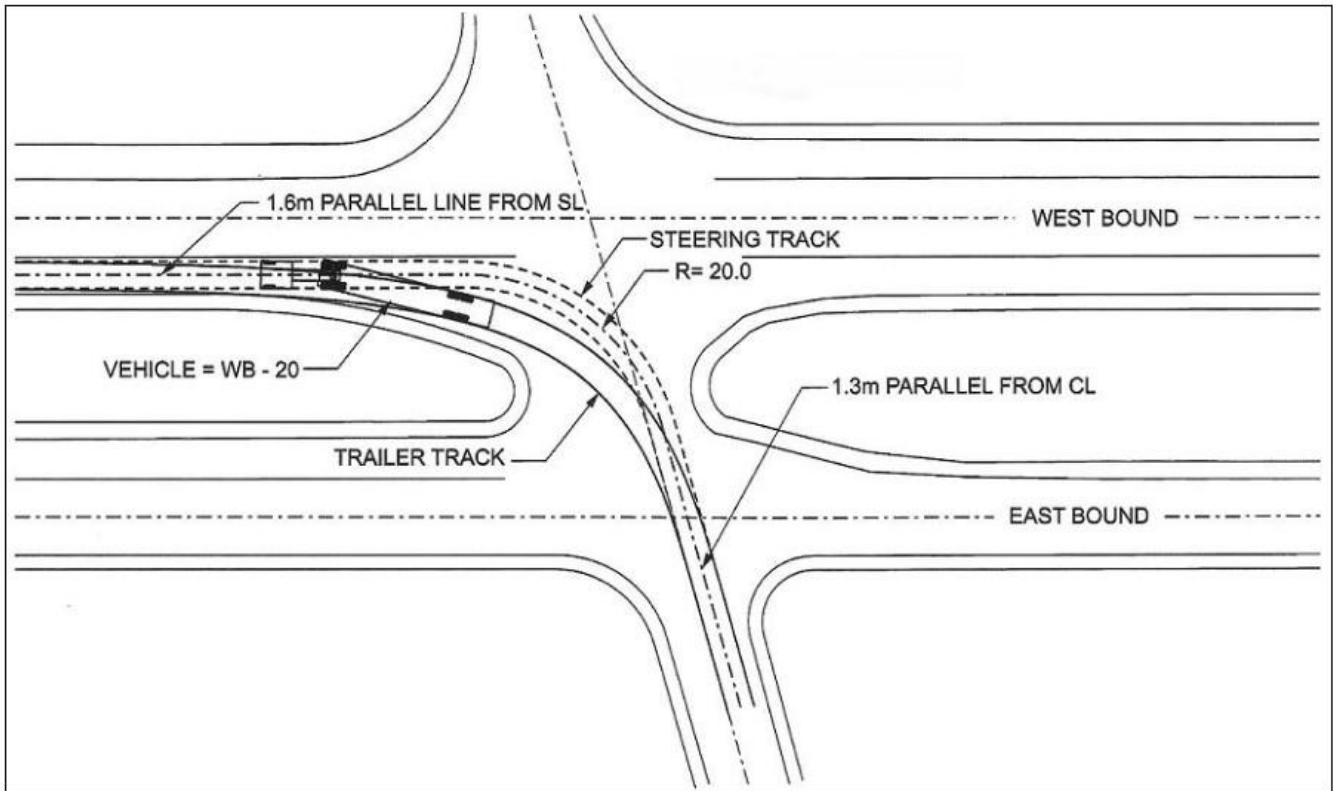 1.6m PARALLEL LINE FROM SL
WEST BOUND
STEERING TRACK
R= 20.0
VEHICLE = WB - 20
1.3m PARALLEL FROM CL
TRAILER TRACK
EAST BOUND